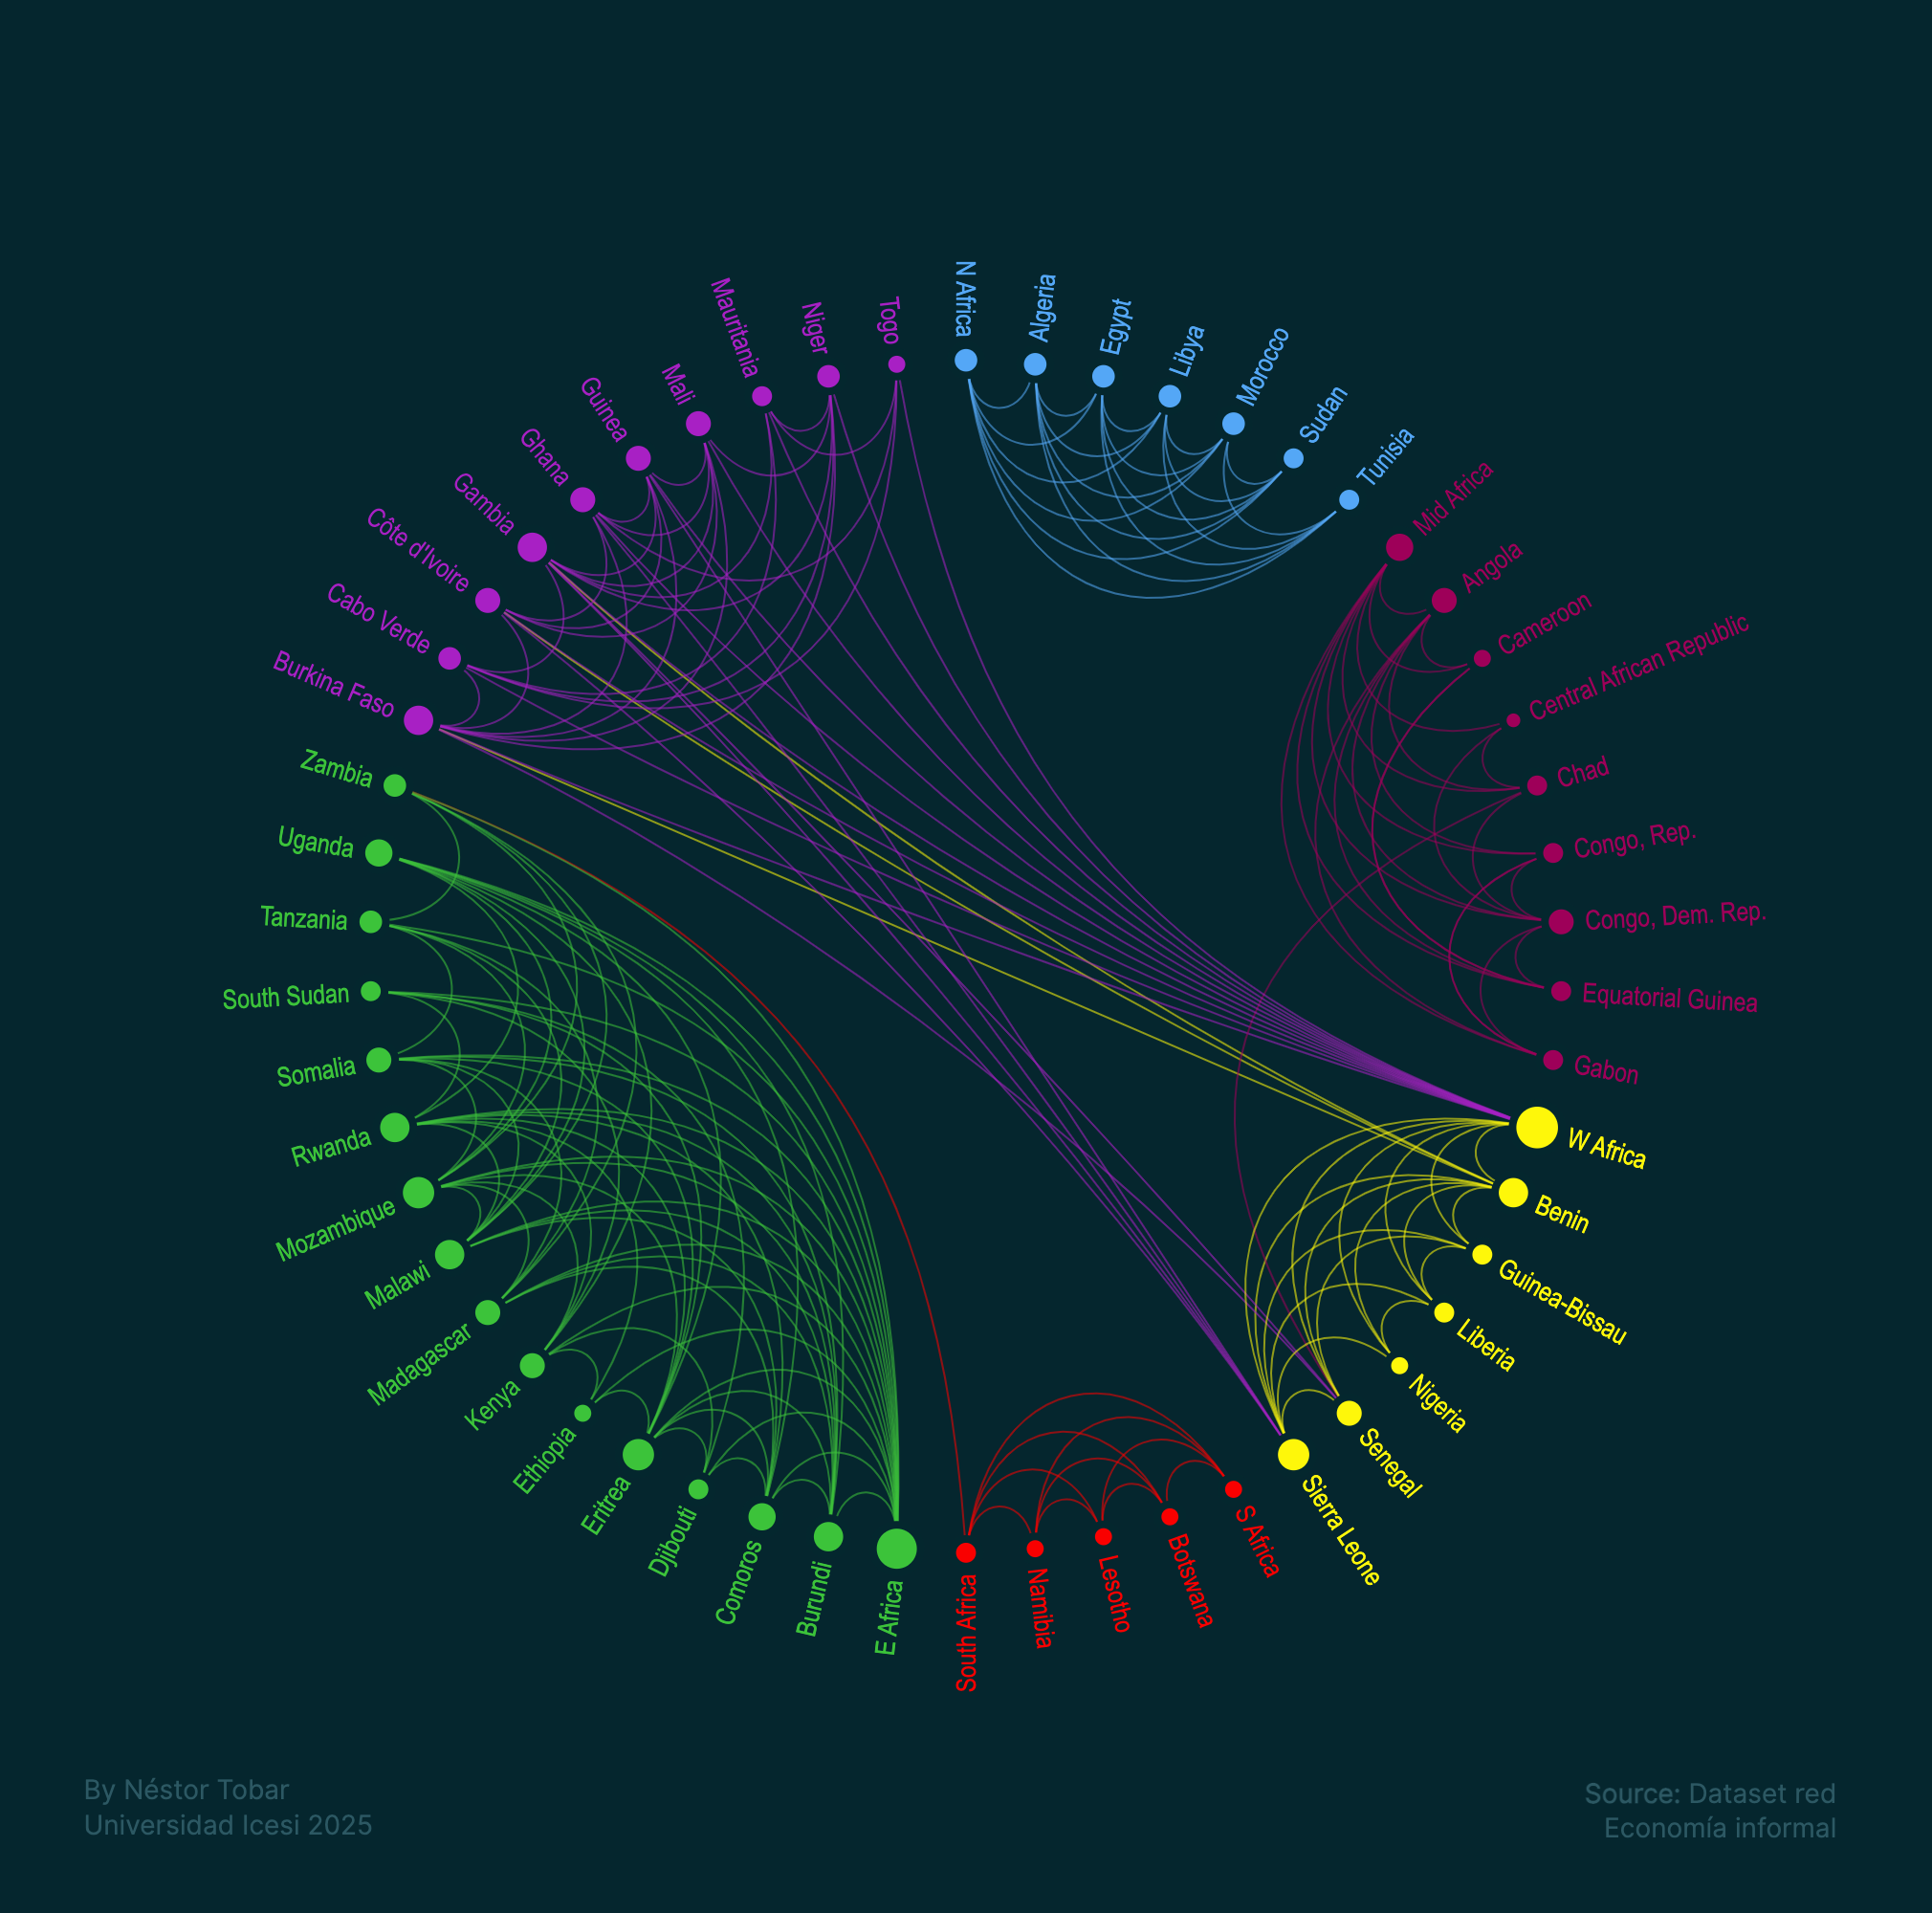 N Africa
Algeria
Egypt
Libya
Morocco
Sudan
Tunisia
Mid Africa
Angola
Cameroon
Central African Republic
Chad
Congo, Rep.
Congo, Dem. Rep.
Equatorial Guinea
Gabon
W Africa
Benin
Guinea-Bissau
Liberia
Nigeria
Senegal
Sierra Leone
S Africa
Botswana
Lesotho
Namibia
South Africa
E Africa
Burundi
Comoros
Djibouti
Eritrea
Ethiopia
Kenya
Madagascar
Malawi
Mozambique
Rwanda
Somalia
South Sudan
Tanzania
Uganda
Zambia
Burkina Faso
Cabo Verde
Côte d'Ivoire
Gambia
Ghana
Guinea
Mali
Mauritania
Niger
Togo
By Néstor Tobar
Universidad Icesi 2025
Source: Dataset red
Economía informal